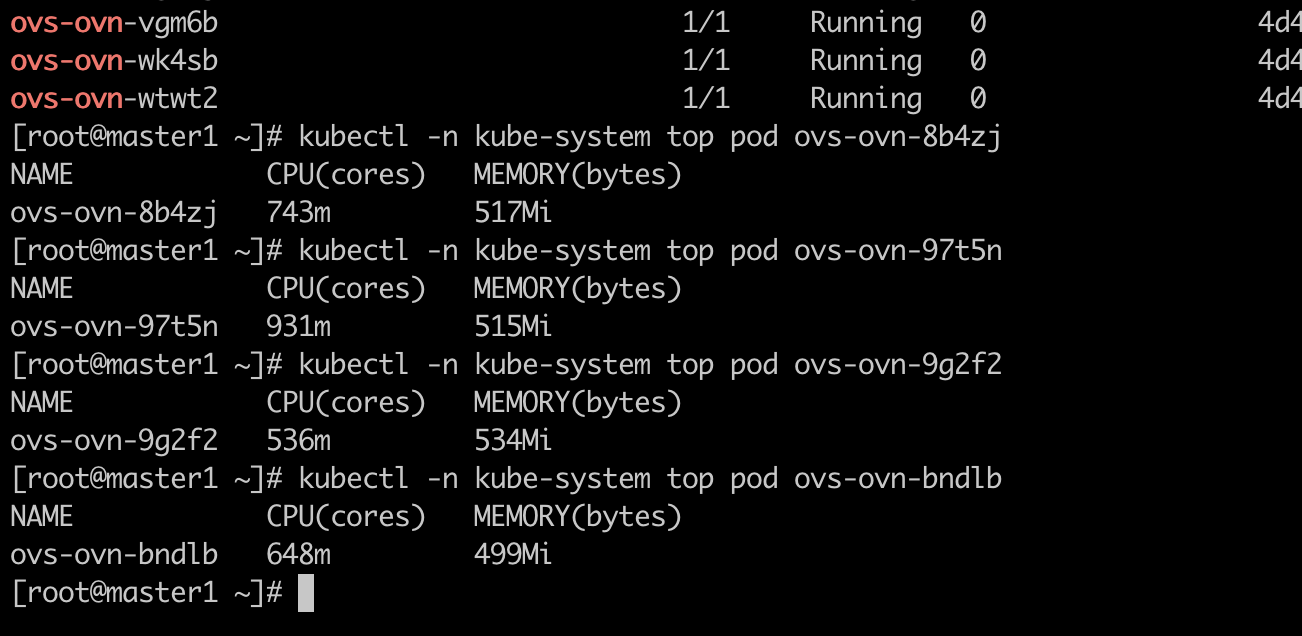 ovs-ovn-vgm6b 1/1 Running 0 4d4
ovs-ovn-wk4sb 1/1 Running 0 4d4
ovs-ovn-wtwt2 1/1 Running 0 4d4
[root@master1 ~]# kubectl -n kube-system top pod ovs-ovn-8b4zj
NAME CPU(cores) MEMORY(bytes)
ovs-ovn-8b4zj 743m 517Mi
[root@master1 ~]# kubectl -n kube-system top pod ovs-ovn-97t5n
NAME CPU(cores) MEMORY(bytes)
ovs-ovn-97t5n 931m 515Mi
[root@master1 ~]# kubectl -n kube-system top pod ovs-ovn-9g2f2
NAME CPU(cores) MEMORY(bytes)
ovs-ovn-9g2f2 536m 534Mi
[root@master1 ~]# kubectl -n kube-system top pod ovs-ovn-bndlb
NAME CPU(cores) MEMORY(bytes)
ovs-ovn-bndlb 648m 499Mi
[root@master1 ~]#